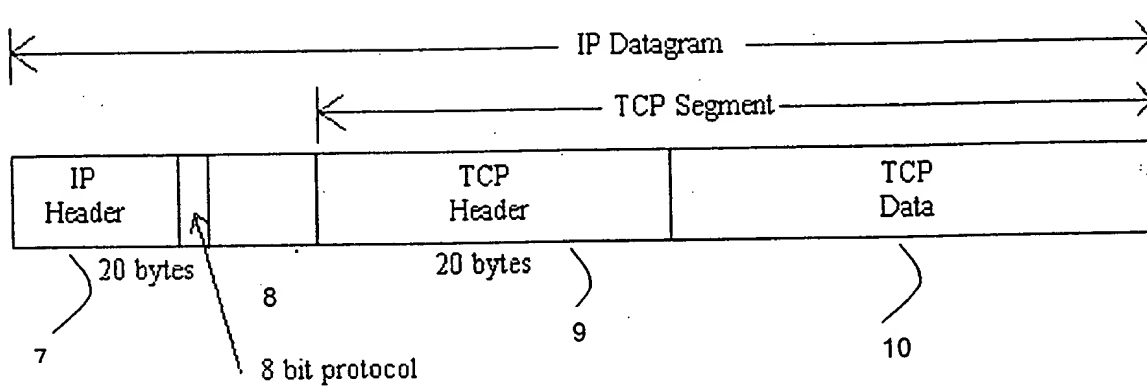 IP Datagram
TCP Segment
IP
Header
TCP
Header
TCP
Data
20 bytes
20 bytes
8
7
9
10
8 bit protocol